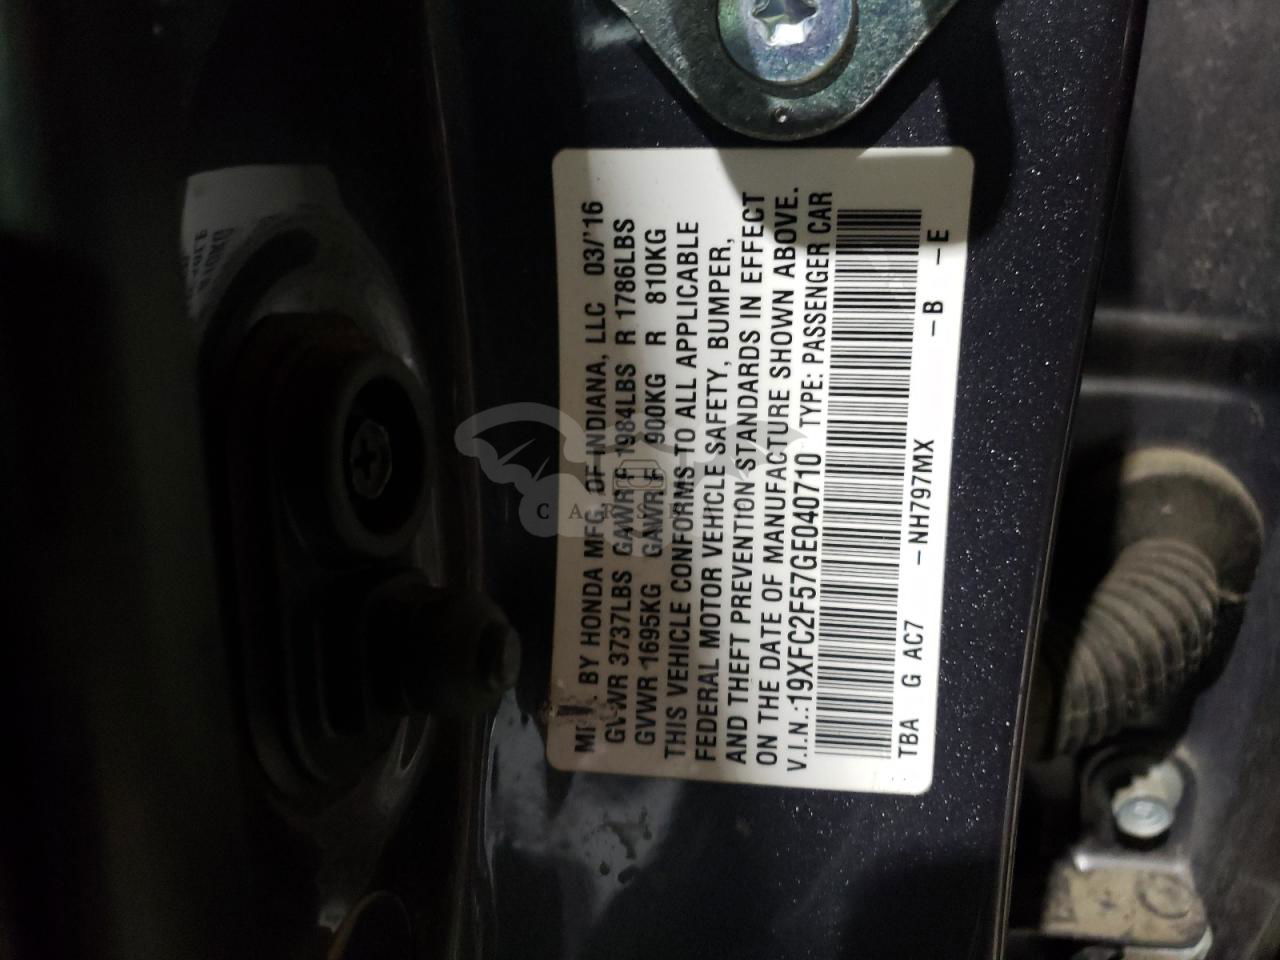 MFD. BY HONDA MFG. OF INDIANA, LLC 03/'16
GVWR 3737LBS GAWR F 1984LBS R 1786LBS
GVWR 1695KG GAWR F 900KG R 810KG
THIS VEHICLE CONFORMS TO ALL APPLICABLE
FEDERAL MOTOR VEHICLE SAFETY, BUMPER,
AND THEFT PREVENTION STANDARDS IN EFFECT
ON THE DATE OF MANUFACTURE SHOWN ABOVE.
V.I.N.: 19XFC2F57GE040710 TYPE: PASSENGER CAR
TBA G AC7 –NH797MX –B –E